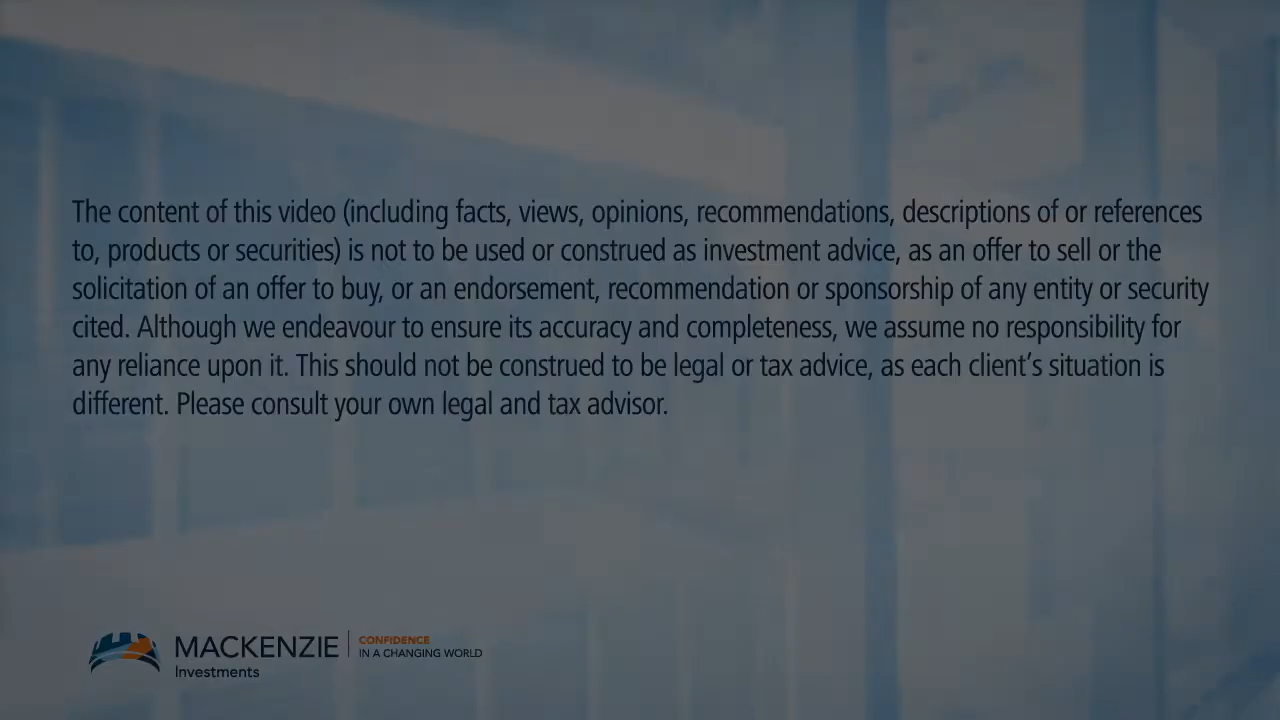 The content of this video (including facts, views, opinions, recommendations, descriptions of or references
to, products or securities) is not to be used or construed as investment advice, as an offer to sell or the
solicitation of an offer to buy, or an endorsement, recommendation or sponsorship of any entity or security
cited. Although we endeavour to ensure its accuracy and completeness, we assume no responsibility for
any reliance upon it. This should not be construed to be legal or tax advice, as each client’s situation is
different. Please consult your own legal and tax advisor.
MACKENZIE
Investments
CONFIDENCE
IN A CHANGING WORLD